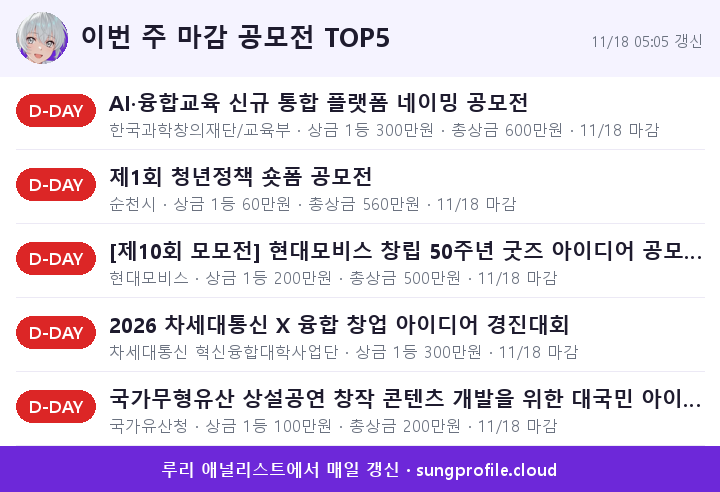 이번 주 마감 공모전 TOP5
11/18 05:05 갱신
D-DAY
AI·융합교육 신규 통합 플랫폼 네이밍 공모전
한국과학창의재단/교육부 · 상금 1등 300만원 · 총상금 600만원 · 11/18 마감
D-DAY
제1회 청년정책 숏폼 공모전
순천시 · 상금 1등 60만원 · 총상금 560만원 · 11/18 마감
D-DAY
[제10회 모모전] 현대모비스 창립 50주년 굿즈 아이디어 공모...
현대모비스 · 상금 1등 200만원 · 총상금 500만원 · 11/18 마감
D-DAY
2026 차세대통신 X 융합 창업 아이디어 경진대회
차세대통신 혁신융합대학사업단 · 상금 1등 300만원 · 11/18 마감
D-DAY
국가무형유산 상설공연 창작 콘텐츠 개발을 위한 대국민 아이...
국가유산청 · 상금 1등 100만원 · 총상금 200만원 · 11/18 마감
루리 애널리스트에서 매일 갱신 · sungprofile.cloud